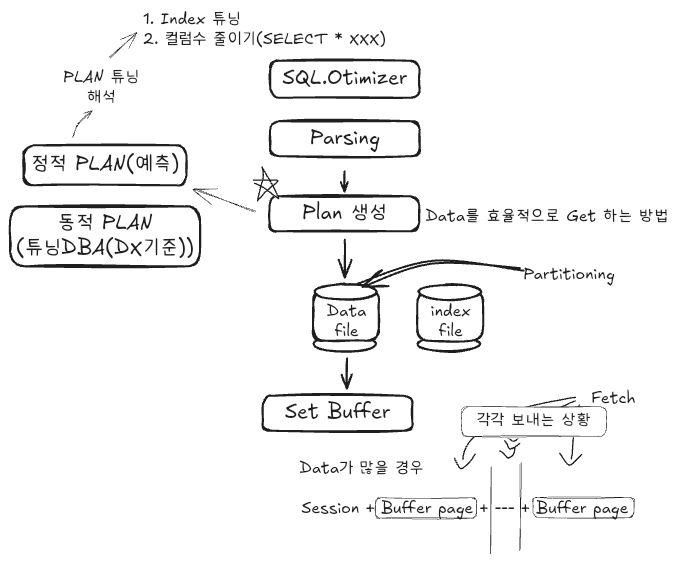 1. Index 튜닝
2. 컬럼수 줄이기(SELECT * XXX)
PLAN 튜닝
해석
SQL.Otimizer
Parsing
정적 PLAN(예측)
Plan 생성
Data를 효율적으로 Get 하는 방법
동적 PLAN
(튜닝DBA(DX기준))
Partitioning
Data
file
index
file
Set Buffer
Fetch
각각 보내는 상황
Data가 많을 경우
Session + Buffer page + --- + Buffer page